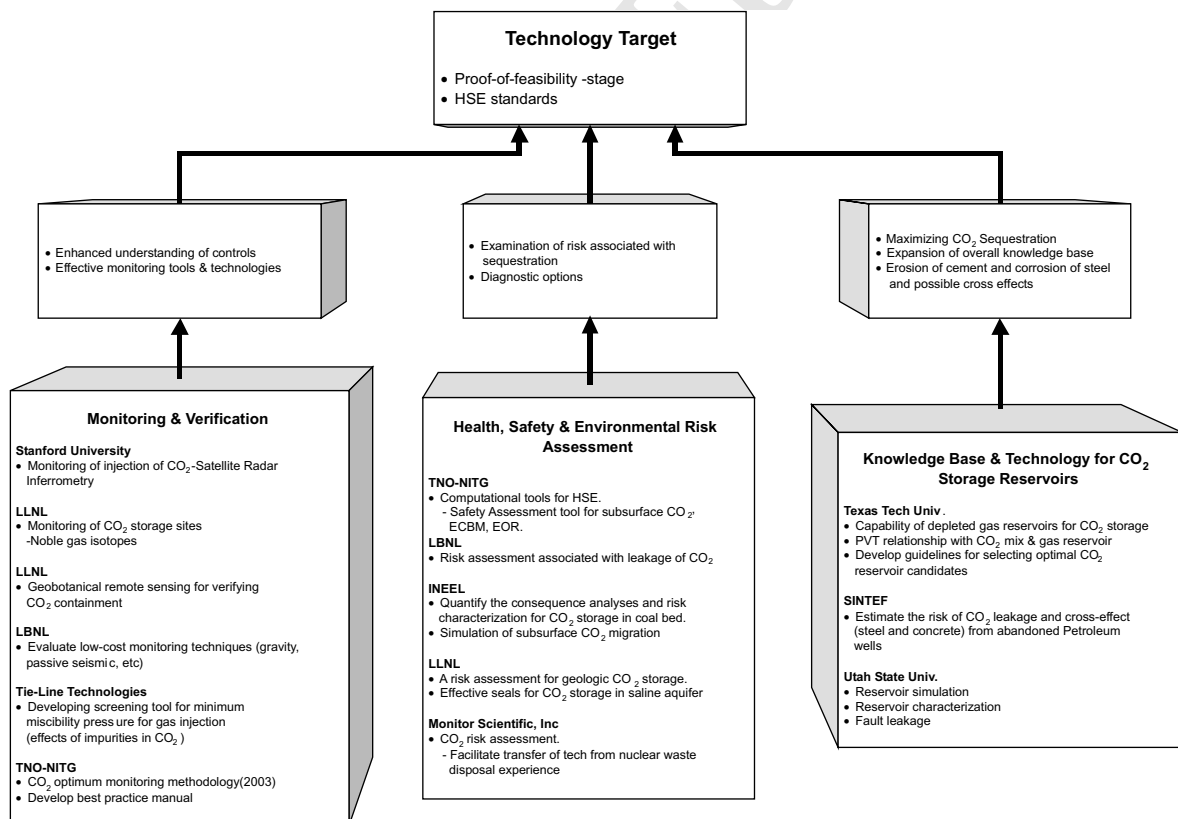 Technology Target
• Proof-of-feasibility -stage
• HSE standards
• Enhanced understanding of controls
• Effective monitoring tools & technologies
• Examination of risk associated with
sequestration
• Diagnostic options
• Maximizing CO2 Sequestration
• Expansion of overall knowledge base
• Erosion of cement and corrosion of steel
and possible cross effects
Monitoring & Verification
Stanford University
• Monitoring of injection of CO2-Satellite Radar
Inferrometry
LLNL
• Monitoring of CO2 storage sites
-Noble gas isotopes
LLNL
• Geobotanical remote sensing for verifying
CO2 containment
LBNL
• Evaluate low-cost monitoring techniques (gravity,
passive seismic, etc)
Tie-Line Technologies
• Developing screening tool for minimum
miscibility pressure for gas injection
(effects of impurities in CO2 )
TNO-NITG
• CO2 optimum monitoring methodology(2003)
• Develop best practice manual
Health, Safety & Environmental Risk
Assessment
TNO-NITG
• Computational tools for HSE.
- Safety Assessment tool for subsurface CO2,
ECBM, EOR.
LBNL
• Risk assessment associated with leakage of CO2
INEEL
• Quantify the consequence analyses and risk
characterization for CO2 storage in coal bed.
• Simulation of subsurface CO2 migration
LLNL
• A risk assessment for geologic CO2 storage.
• Effective seals for CO2 storage in saline aquifer
Monitor Scientific, Inc
• CO2 risk assessment.
- Facilitate transfer of tech from nuclear waste
disposal experience
Knowledge Base & Technology for CO2
Storage Reservoirs
Texas Tech Univ.
• Capability of depleted gas reservoirs for CO2 storage
• PVT relationship with CO2 mix & gas reservoir
• Develop guidelines for selecting optimal CO2
reservoir candidates
SINTEF
• Estimate the risk of CO2 leakage and cross-effect
(steel and concrete) from abandoned Petroleum
wells
Utah State Univ.
• Reservoir simulation
• Reservoir characterization
• Fault leakage